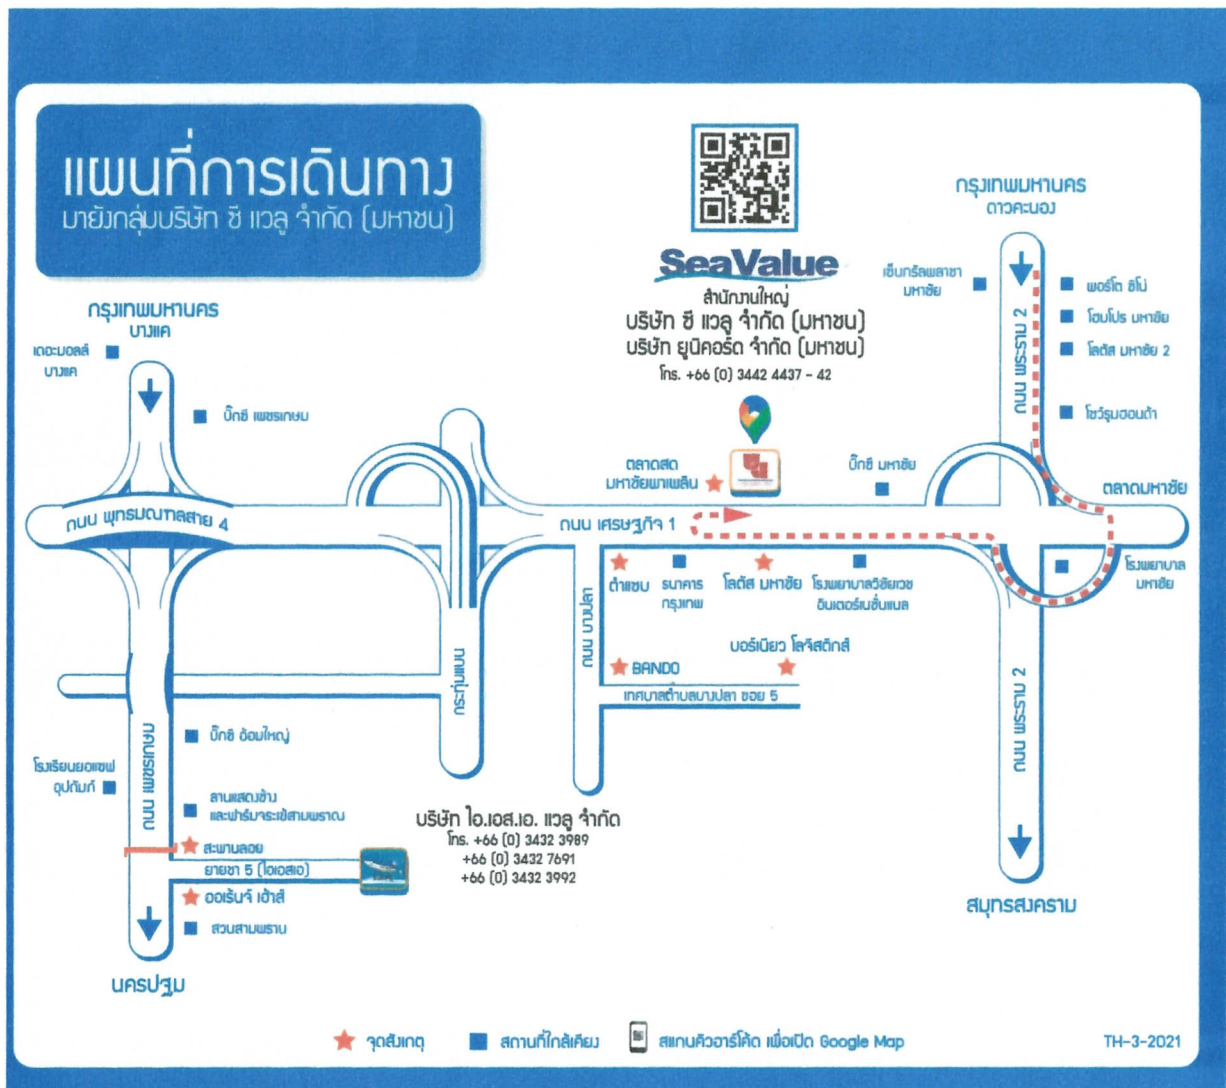 แผนที่การเดินทาง
มายังกลุ่มบริษัท ซี แวลู จำกัด (มหาชน)
SeaValue
สำนักงานใหญ่
บริษัท ซี แวลู จำกัด (มหาชน)
บริษัท ยูนิคอร์ด จำกัด (มหาชน)
โทร. +66 (0) 3442 4437 - 42
กรุงเทพมหานคร
ดาวคะนอง
เซ็นทรัลพลาซา
มหาชัย
พอร์โต ชิโน่
โฮมโปร มหาชัย
โลตัส มหาชัย 2
โชว์รูมฮอนด้า
ถนน พระราม 2
กรุงเทพมหานคร
บางแค
เดอะมอลล์
บางแค
บิ๊กซี เพชรเกษม
ตลาดสด
มหาชัยพาเพลิน
บิ๊กซี มหาชัย
ตลาดมหาชัย
ถนน พุทธมณฑลสาย 4
ถนน เศรษฐกิจ 1
ตำแซบ
ธนาคาร
กรุงเทพ
โลตัส มหาชัย
โรงพยาบาลวิชัยเวช
อินเตอร์เนชั่นแนล
โรงพยาบาล
มหาชัย
ถนน บางปลา
บอร์เนียว โลจิสติกส์
BANDO
เทศบาลตำบลบางปลา ซอย 5
กระทุ่มแบน
ถนน พระราม 2
บิ๊กซี อ้อมใหญ่
ถนน เพชรเกษม
โรงเรียนยอแซฟ
อุปถัมภ์
ลานแสดงช้าง
และฟาร์มจระเข้สามพราณ
สะพานลอย
ยายชา 5 (ไอเอสเอ)
ออเร้นจ์ เฮ้าส์
สวนสามพราน
นครปฐม
บริษัท ไอ.เอส.เอ. แวลู จำกัด
โทร. +66 (0) 3432 3989
+66 (0) 3432 7691
+66 (0) 3432 3992
สมุทรสงคราม
จุดสังเกตุ
สถานที่ใกล้เคียง
สแกนคิวอาร์โค้ด เพื่อเปิด Google Map
TH-3-2021